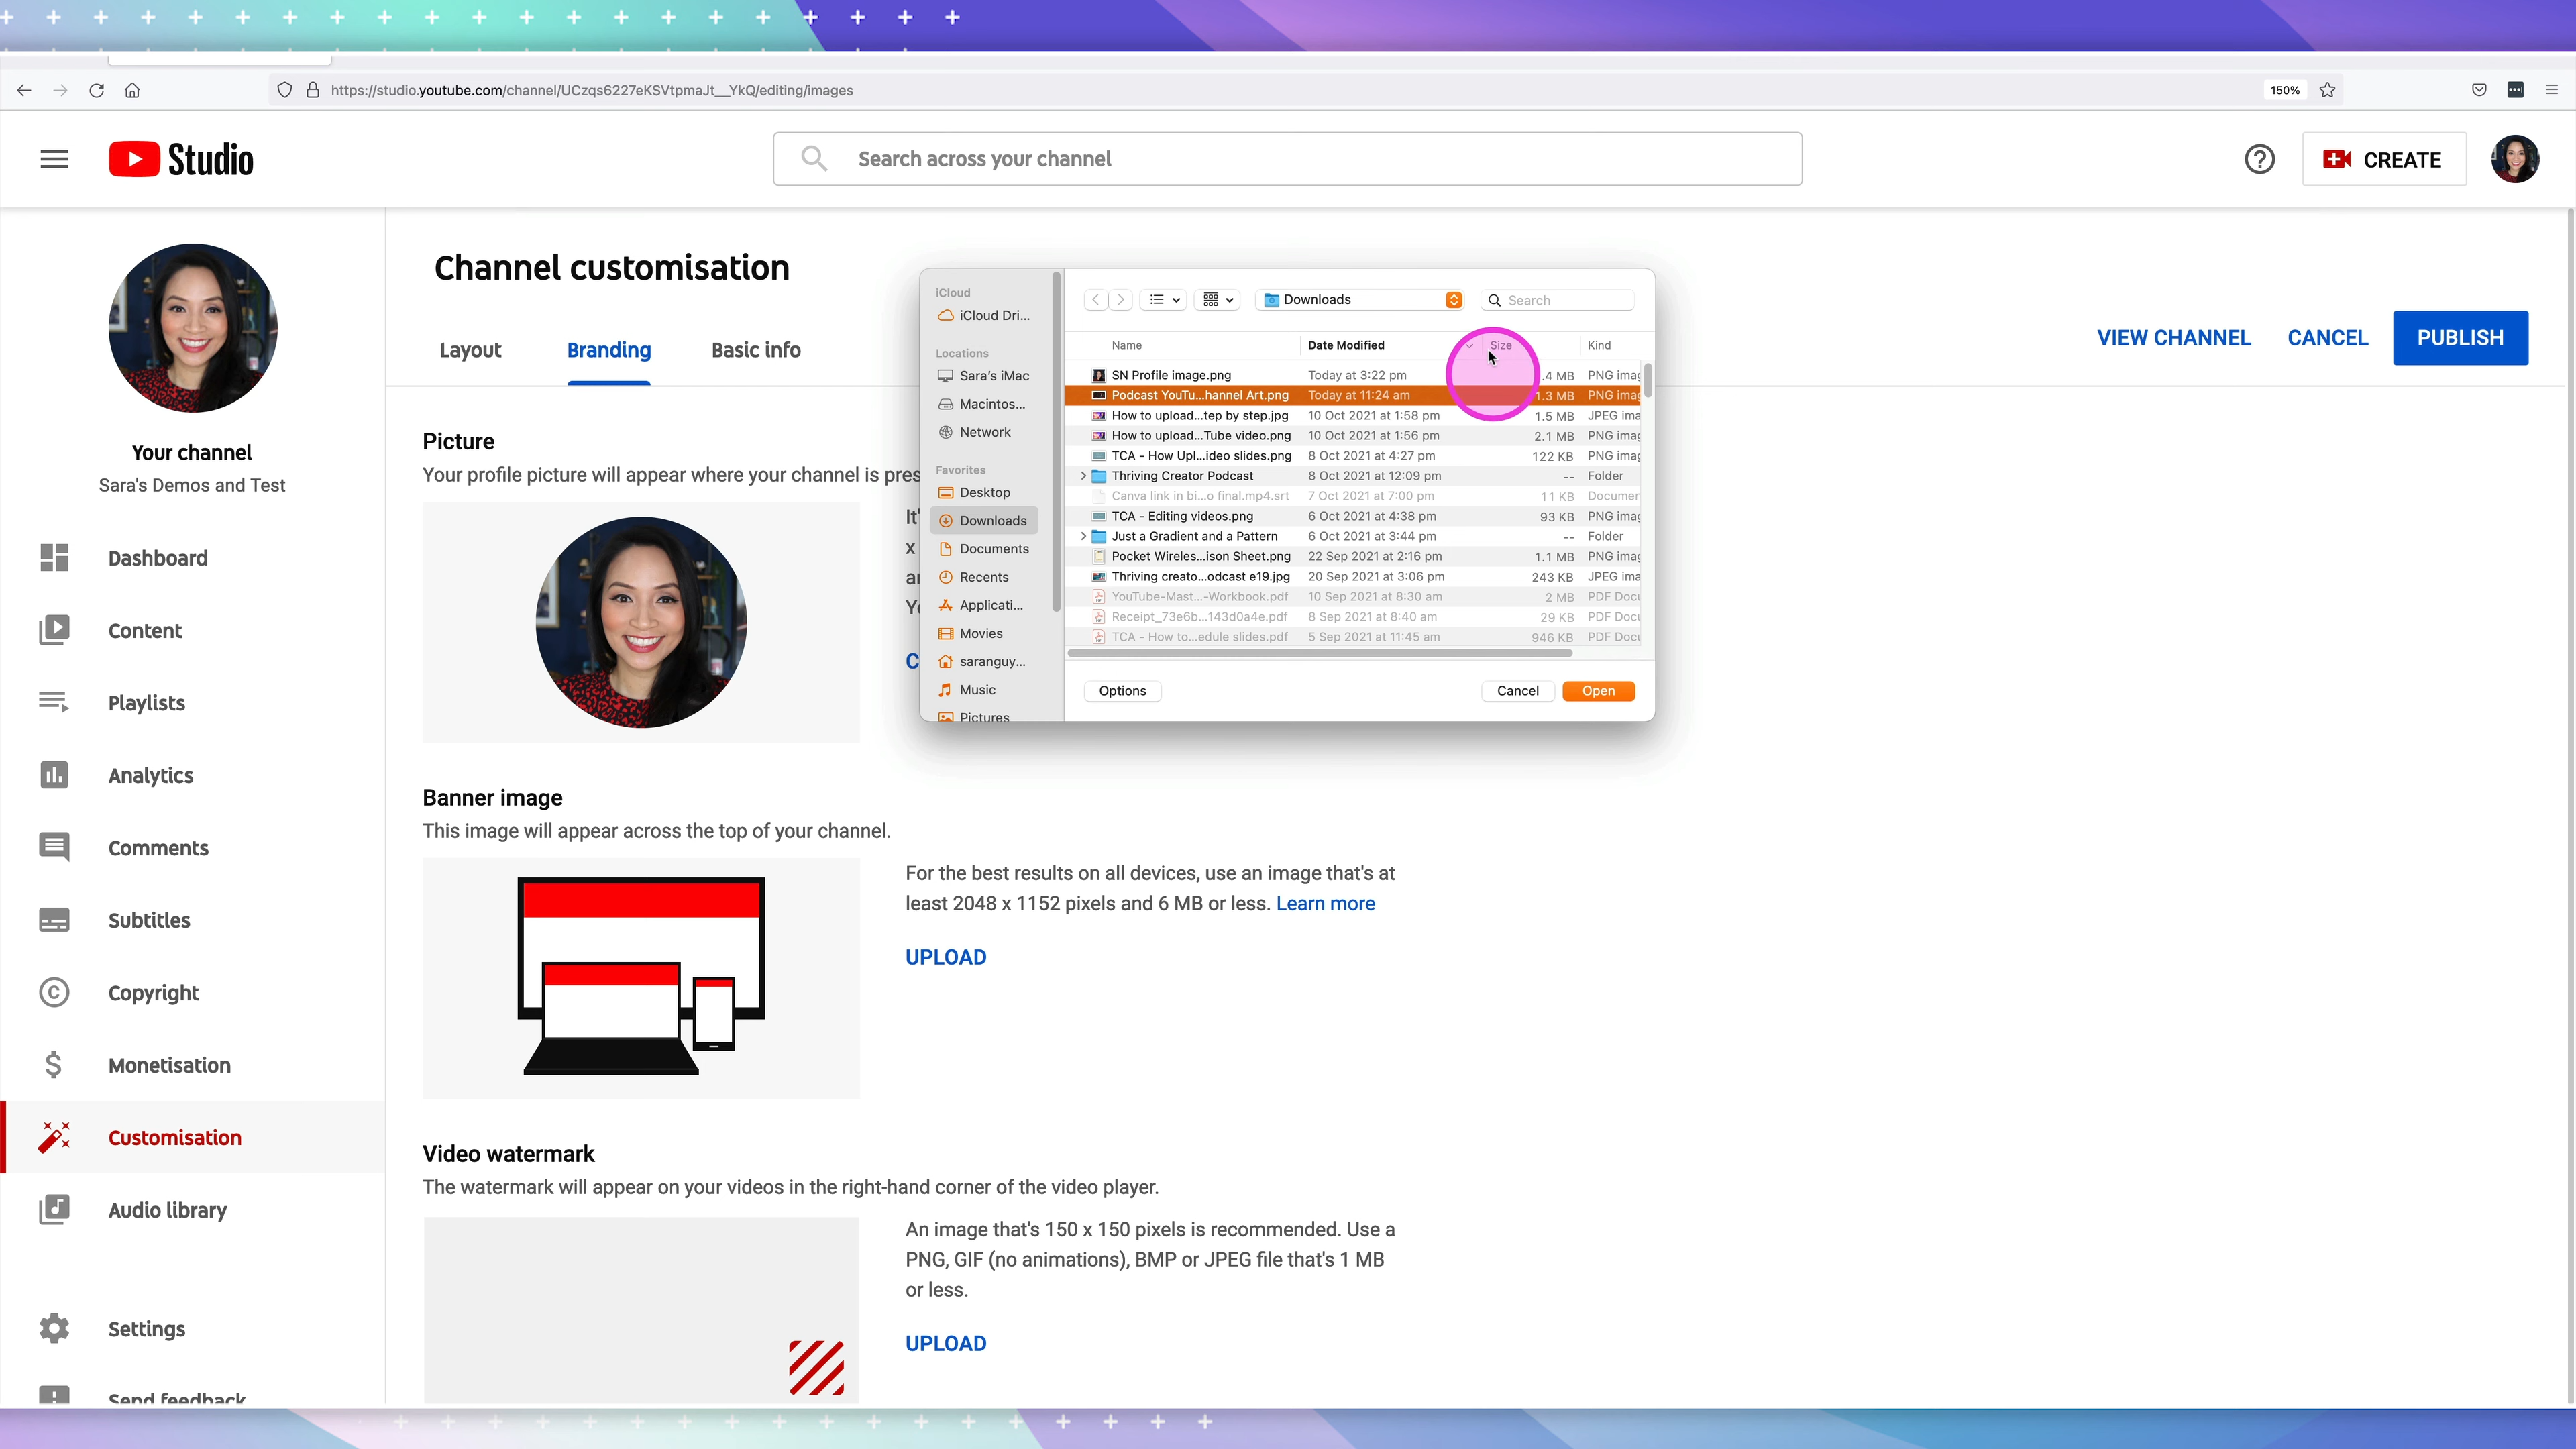 https://studio.youtube.com/channel/UCzqs6227eKSVtpmaJt__YkQ/editing/images
150%
Studio
Search across your channel
CREATE
Your channel
Sara's Demos and Test
Dashboard
Content
Playlists
Analytics
Comments
Subtitles
Copyright
Monetisation
Customisation
Audio library
Settings
Send feedback
Channel customisation
Layout
Branding
Basic info
VIEW CHANNEL
CANCEL
PUBLISH
Picture
Your profile picture will appear where your channel is pres
It'
x
Banner image
This image will appear across the top of your channel.
For the best results on all devices, use an image that's at
least 2048 x 1152 pixels and 6 MB or less. Learn more
UPLOAD
Video watermark
The watermark will appear on your videos in the right-hand corner of the video player.
An image that's 150 x 150 pixels is recommended. Use a
PNG, GIF (no animations), BMP or JPEG file that's 1 MB
or less.
UPLOAD
iCloud
iCloud Dri...
Locations
Sara's iMac
Macintos...
Network
Favorites
Desktop
Downloads
Documents
Recents
Applicati...
Movies
saranguy...
Music
Pictures
Downloads
Search
Name Date Modified Size Kind
SN Profile image.png Today at 3:22 pm .4 MB PNG imag
Podcast YouTu...hannel Art.png Today at 11:24 am 1.3 MB PNG imag
How to upload...tep by step.jpg 10 Oct 2021 at 1:58 pm 1.5 MB JPEG ima
How to upload...Tube video.png 10 Oct 2021 at 1:56 pm 2.1 MB PNG imag
TCA - How Upl...ideo slides.png 8 Oct 2021 at 4:27 pm 122 KB PNG imag
Thriving Creator Podcast 8 Oct 2021 at 12:09 pm -- Folder
Canva link in bi...o final.mp4.srt 7 Oct 2021 at 7:00 pm 11 KB Documen
TCA - Editing videos.png 6 Oct 2021 at 4:38 pm 93 KB PNG imag
Just a Gradient and a Pattern 6 Oct 2021 at 3:44 pm -- Folder
Pocket Wireles...ison Sheet.png 22 Sep 2021 at 2:16 pm 1.1 MB PNG imag
Thriving creato...odcast e19.jpg 20 Sep 2021 at 3:06 pm 243 KB JPEG ima
YouTube-Mast...-Workbook.pdf 10 Sep 2021 at 8:30 am 2 MB PDF Docu
Receipt_73e6b...143d0a4e.pdf 8 Sep 2021 at 8:40 am 29 KB PDF Docu
TCA - How to...edule slides.pdf 5 Sep 2021 at 11:45 am 946 KB PDF Docu
Options
Cancel
Open